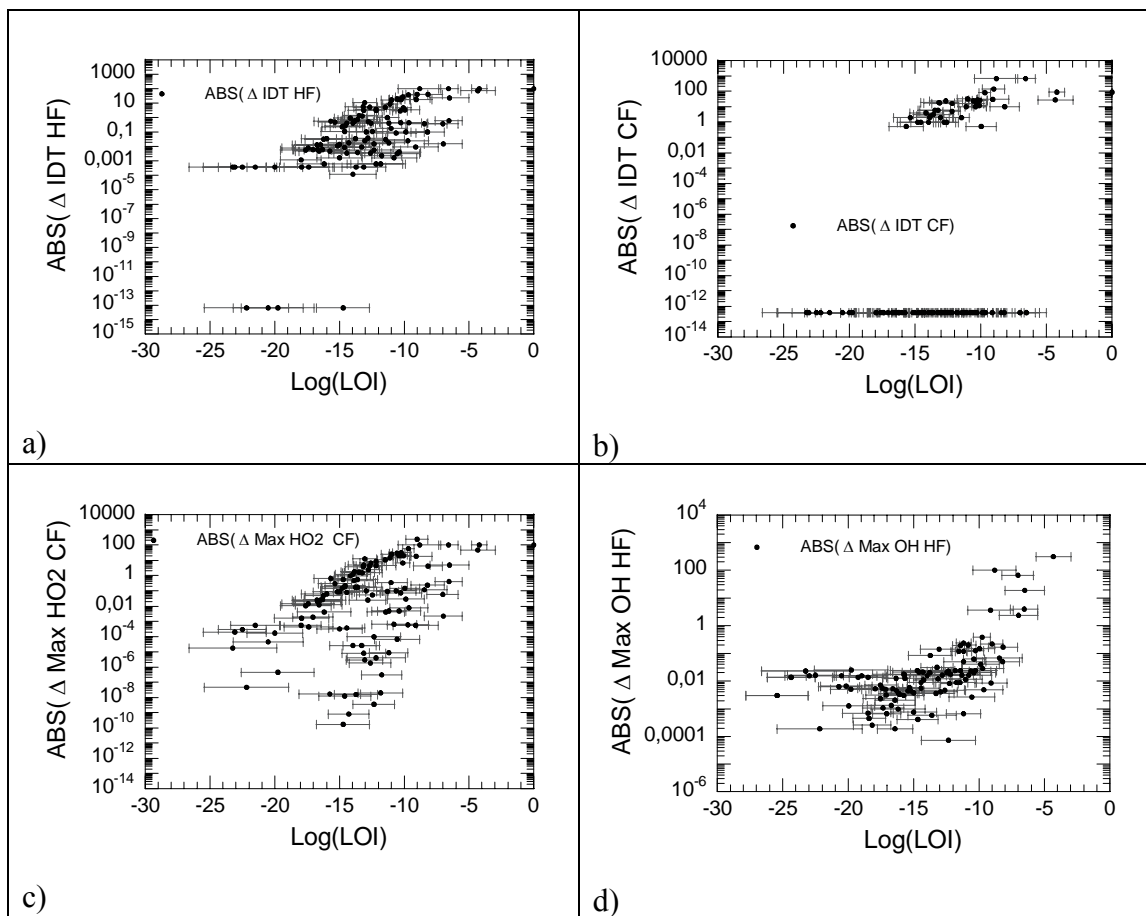 ABS( Δ IDT HF)
1000
10
0,1
0,001
10-5
10-7
10-9
10-11
10-13
10-15
ABS( Δ IDT HF)
-30 -25 -20 -15 -10 -5 0
Log(LOI)
a)
ABS( Δ IDT CF)
10000
100
1
0,01
10-4
10-6
10-8
10-10
10-12
10-14
ABS( Δ IDT CF)
-30 -25 -20 -15 -10 -5 0
Log(LOI)
b)
ABS( Δ Max HO2 CF)
10000
100
1
0,01
10-4
10-6
10-8
10-10
10-12
10-14
ABS( Δ Max HO2 CF)
-30 -25 -20 -15 -10 -5 0
Log(LOI)
c)
ABS( Δ Max OH HF)
104
100
1
0,01
0,0001
10-6
ABS( Δ Max OH HF)
-30 -25 -20 -15 -10 -5 0
Log(LOI)
d)